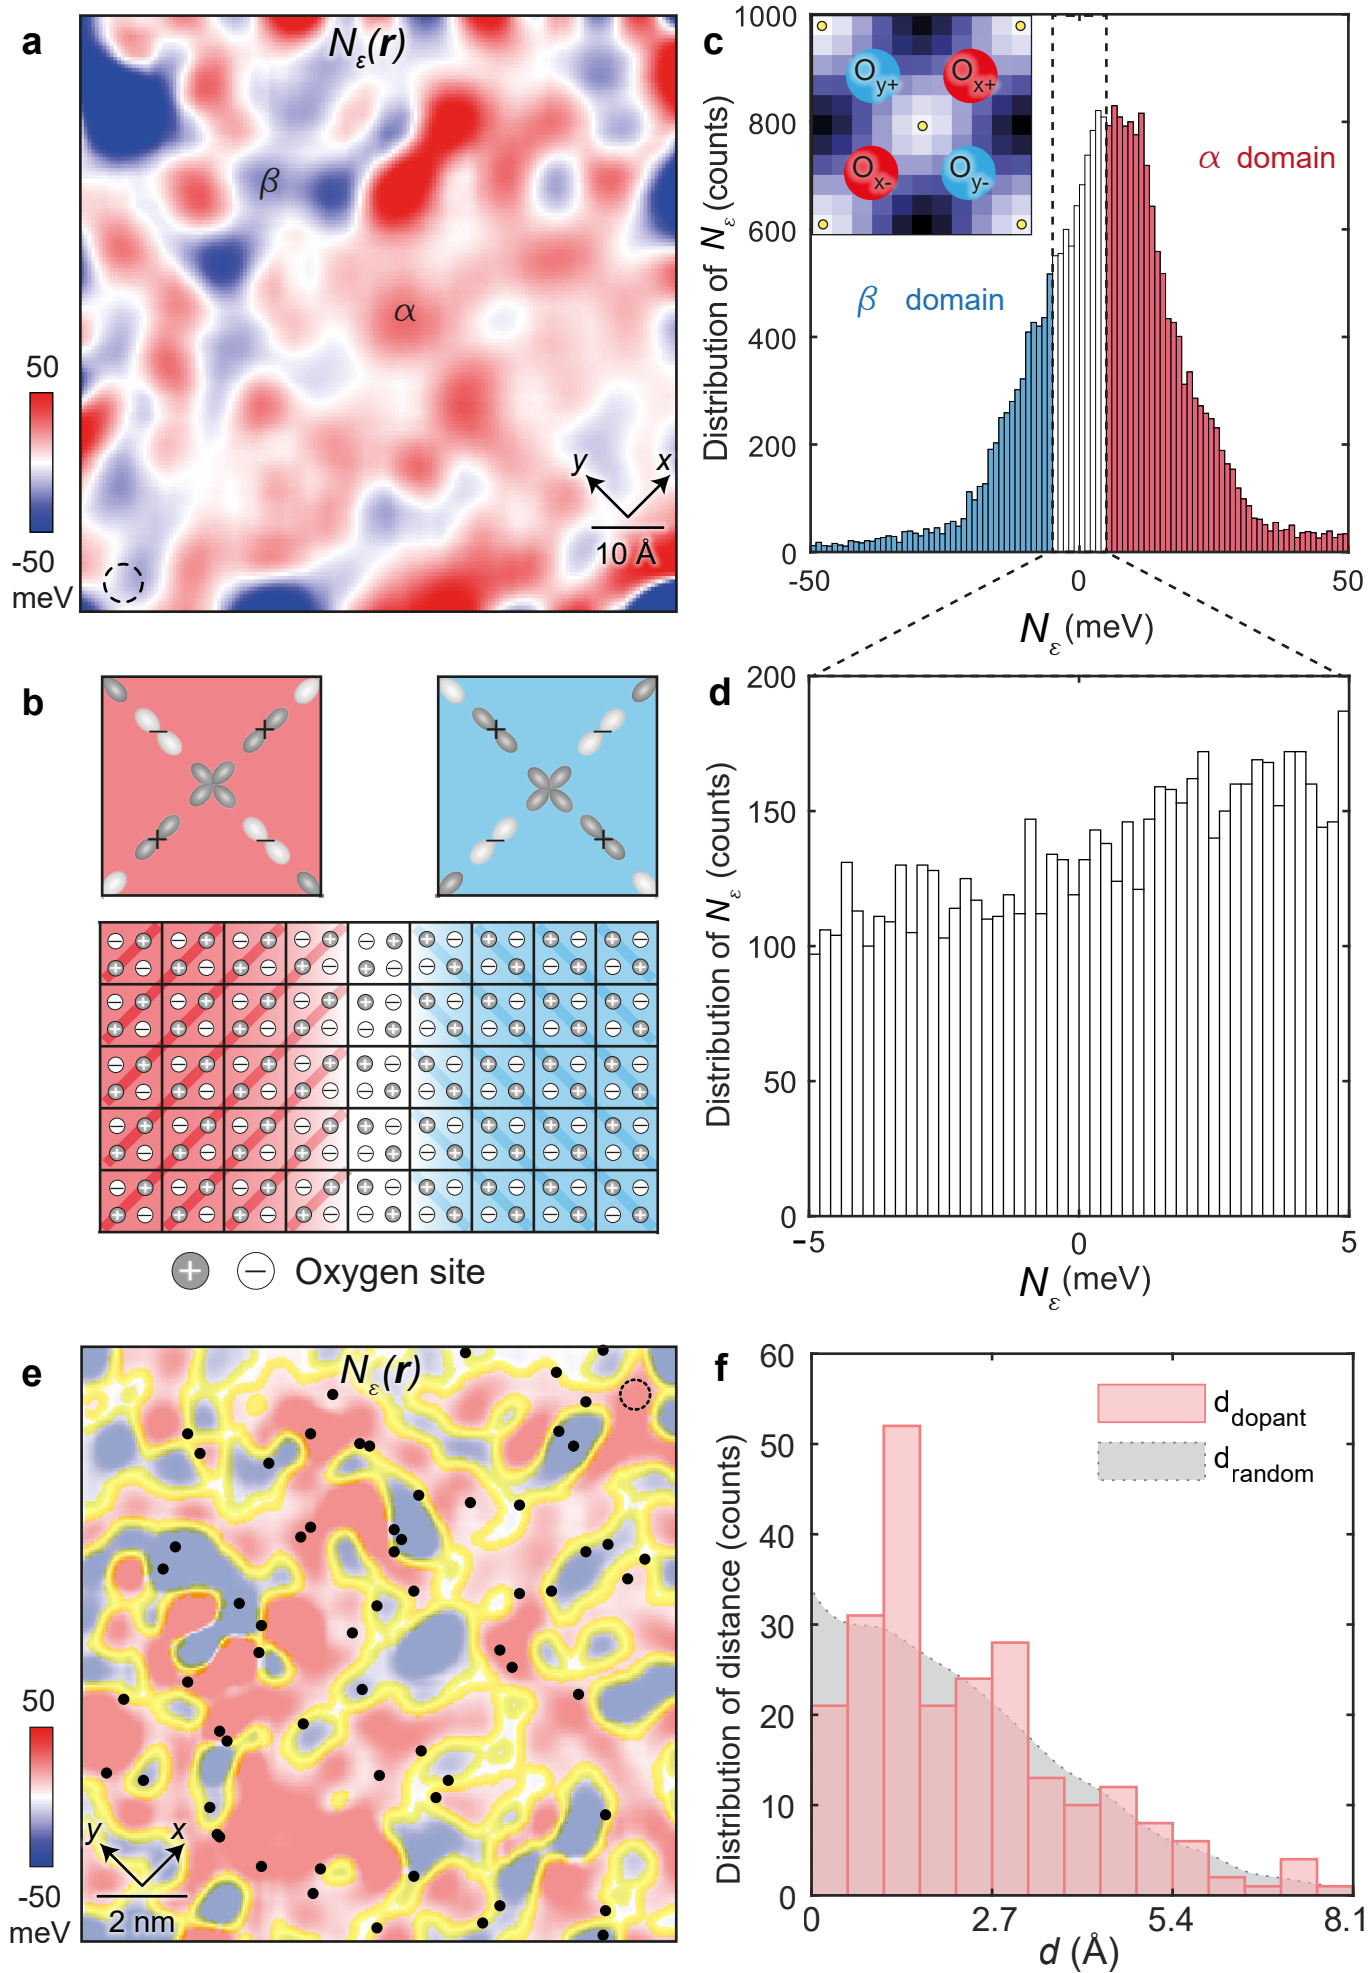 a
Nε(r)
β
α
y x
10 Å
50
-50
meV
c
Distribution of Nε (counts)
1000
800
600
400
200
0
-50 0 50
Nε (meV)
Oy+ Ox+
Ox- Oy-
α domain
β domain
b
+ −
Oxygen site
d
Distribution of Nε (counts)
200
150
100
50
0
−5 0 5
Nε (meV)
e
Nε(r)
y x
2 nm
50
-50
meV
f
Distribution of distance (counts)
60
50
40
30
20
10
0
0 2.7 5.4 8.1
d (Å)
ddopant
drandom